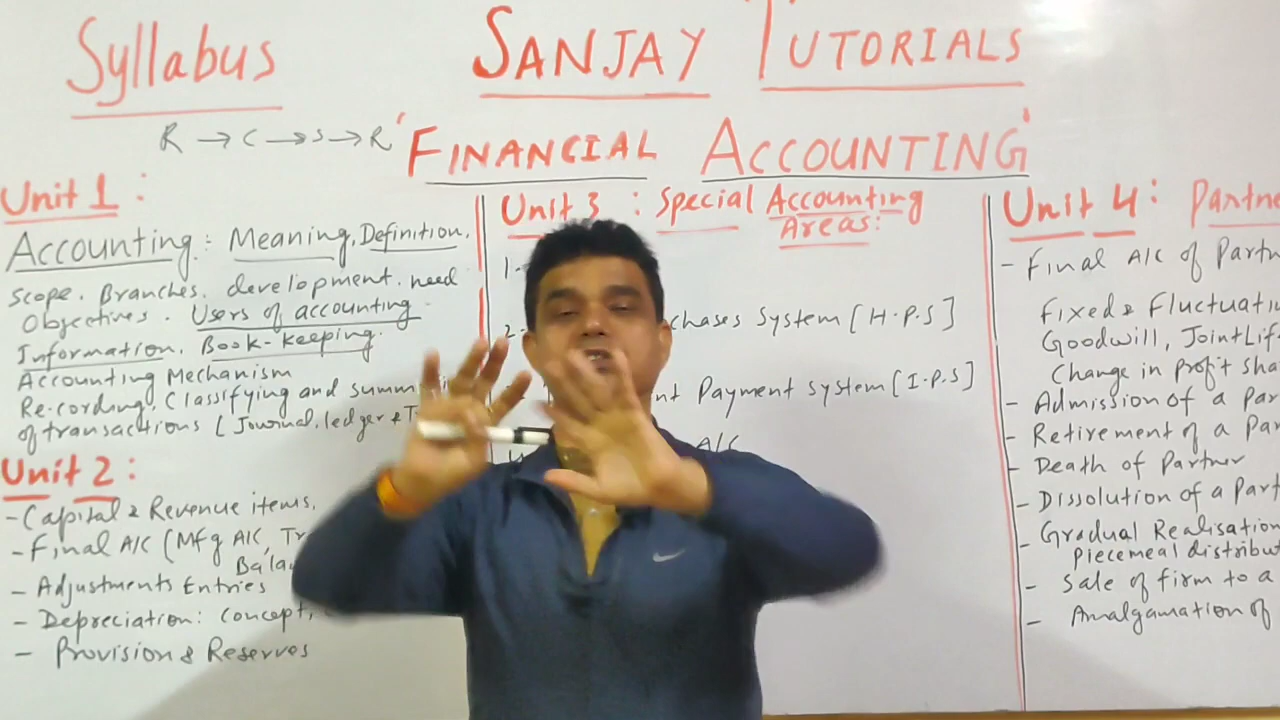 Syllabus
SANJAY TUTORIALS
R → C → S → R
'FINANCIAL ACCOUNTING'
Unit 1 :
Accounting : Meaning, Definition,
Scope. Branches. development. need
Objectives. Users of accounting
Information, Book-keeping.
Accounting Mechanism
Re-cording, Classifying and summ
of transactions [Journal, ledger & T
Unit 2 :
- Capital & Revenue items,
- Final A/C (Mfg A/C, Tr
Bala
- Adjustments Entries
- Depreciation: concept,
- Provision & Reserves
Unit 3 : Special Accounting
Areas:
1-
2-
chases System [H.P.S]
nt Payment system [I.P.S]
A/C
Unit 4 : Partne
- Final A/C of Partn
Fixed & Fluctuati
Goodwill, Joint Lif
Change in Profit Sha
- Admission of a Par
- Retirement of a Par
- Death of Partner
- Dissolution of a Part
- Gradual Realisation
Piecemeal distribut
- Sale of firm to a
- Amalgamation of